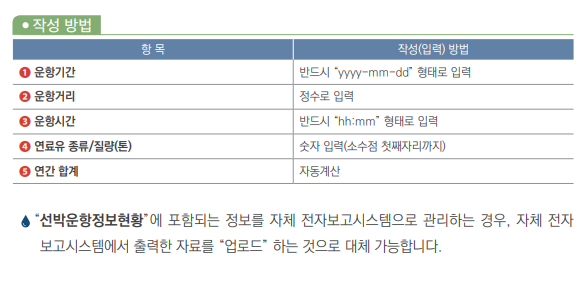 ● 작성 방법
항 목 작성(입력) 방법
❶ 운항기간 반드시 “yyyy-mm-dd” 형태로 입력
❷ 운항거리 정수로 입력
❸ 운항시간 반드시 “hh:mm” 형태로 입력
❹ 연료유 종류/질량(톤) 숫자 입력(소수점 첫째자리까지)
❺ 연간 합계 자동계산
“선박운항정보현황”에 포함되는 정보를 자체 전자보고시스템으로 관리하는 경우, 자체 전자
보고시스템에서 출력한 자료를 “업로드” 하는 것으로 대체 가능합니다.